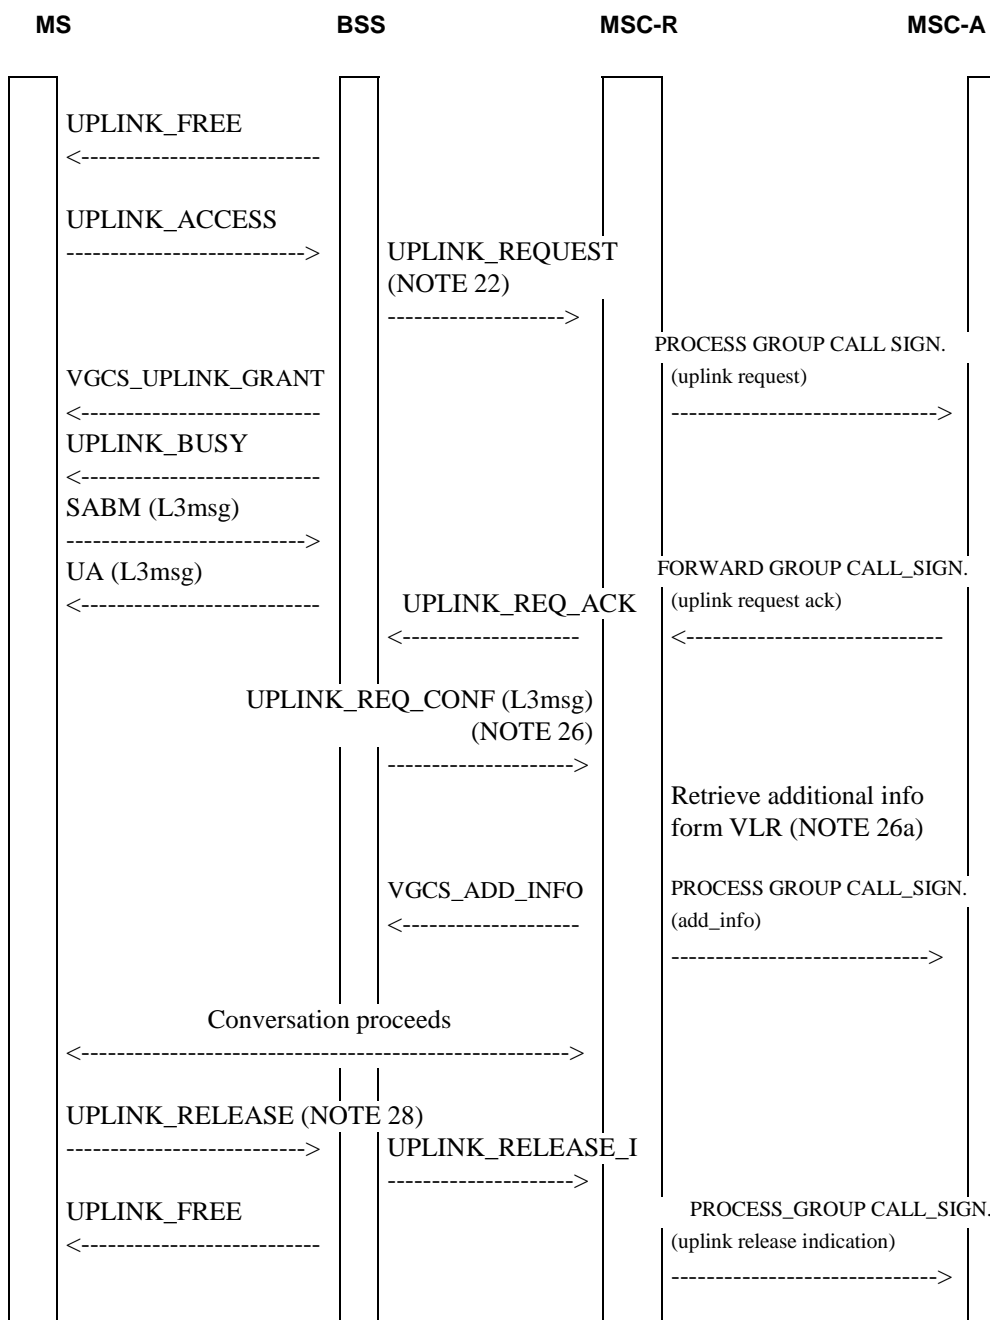 MS BSS MSC-R MSC-A
UPLINK_FREE
<---------------------------
UPLINK_ACCESS
---------------------------> UPLINK_REQUEST
(NOTE 22)
-------------------->
PROCESS GROUP CALL SIGN.
VGCS_UPLINK_GRANT (uplink request)
<--------------------------- ------------------------------>
UPLINK_BUSY
<---------------------------
SABM (L3msg)
--------------------------->
UA (L3msg) FORWARD GROUP CALL_SIGN.
<--------------------------- UPLINK_REQ_ACK (uplink request ack)
<-------------------- <-----------------------------
UPLINK_REQ_CONF (L3msg)
(NOTE 26)
--------------------->
Retrieve additional info
form VLR (NOTE 26a)
VGCS_ADD_INFO PROCESS GROUP CALL_SIGN.
<-------------------- (add_info)
----------------------------->
Conversation proceeds
<------------------------------------------------------->
UPLINK_RELEASE (NOTE 28)
---------------------------> UPLINK_RELEASE_I
--------------------->
UPLINK_FREE PROCESS_GROUP CALL_SIGN.
<--------------------------- (uplink release indication)
------------------------------>